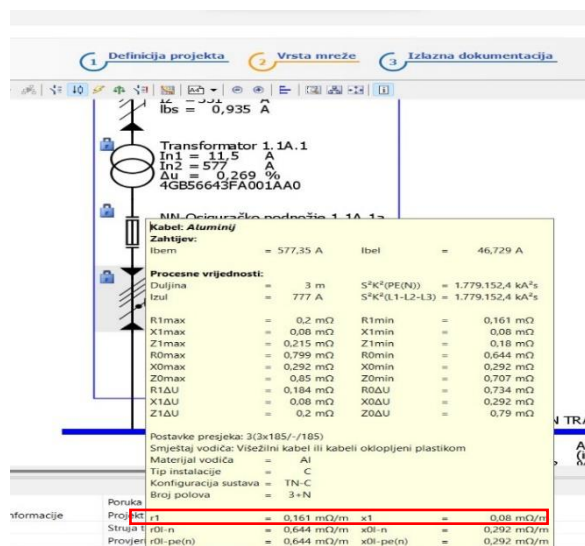 1 Definicija projekta 2 Vrsta mreže 3 Izlazna dokumentacija
Ibs = 0,935 A
Transformator 1.1A.1
In1 = 11,5 A
In2 = 577 A
Δu = 0,269 %
4GB56643FA001AA0
NN-Osiguračko podnožje 1.1A.1a
Kabel: Aluminij
Zahtijev:
Ibem = 577,35 A Ibel = 46,729 A
Procesne vrijednosti:
Duljina = 3 m S²K²(PE(N)) = 1.779.152,4 kA²s
Izul = 777 A S²K²(L1-L2-L3) = 1.779.152,4 kA²s
R1max = 0,2 mΩ R1min = 0,161 mΩ
X1max = 0,08 mΩ X1min = 0,08 mΩ
Z1max = 0,215 mΩ Z1min = 0,18 mΩ
R0max = 0,799 mΩ R0min = 0,644 mΩ
X0max = 0,292 mΩ X0min = 0,292 mΩ
Z0max = 0,85 mΩ Z0min = 0,707 mΩ
R1ΔU = 0,184 mΩ R0ΔU = 0,734 mΩ
X1ΔU = 0,08 mΩ X0ΔU = 0,292 mΩ
Z1ΔU = 0,2 mΩ Z0ΔU = 0,79 mΩ
N TRA
Postavke presjeka: 3(3x185/-/185)
Smještaj vodiča: Višežilni kabel ili kabeli oklopljeni plastikom
Materijal vodiča = Al
Tip instalacije = C
Konfiguracija sustava = TN-C
Broj polova = 3+N
Poruka
nformacije Projekt r1 = 0,161 mΩ/m x1 = 0,08 mΩ/m
Struja t r0l-n = 0,644 mΩ/m x0l-n = 0,292 mΩ/m
Provjer r0l-pe(n) = 0,644 mΩ/m x0l-pe(n) = 0,292 mΩ/m